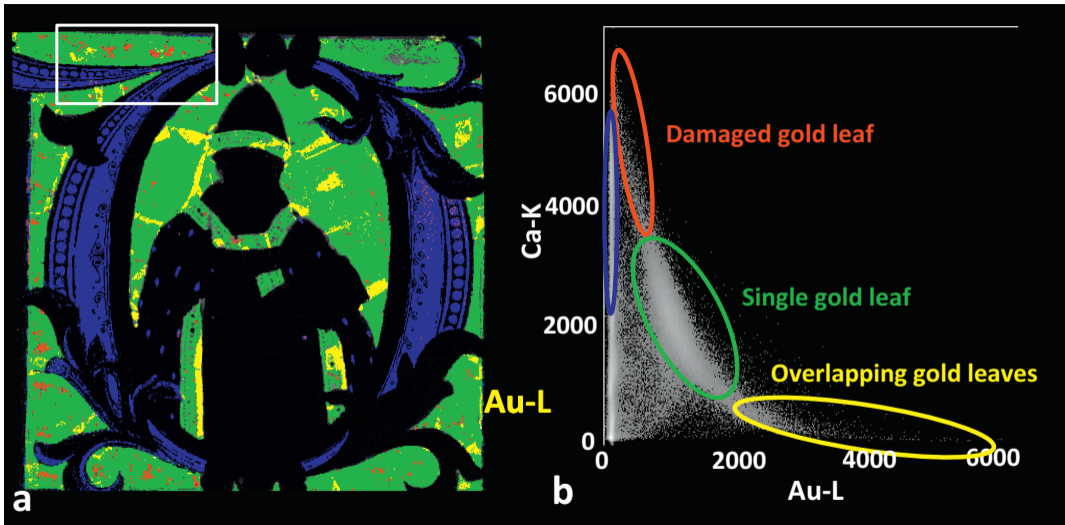 a
Au-L
b
6000
4000
2000
0
Ca-K
Damaged gold leaf
Single gold leaf
Overlapping gold leaves
0
2000
4000
6000
Au-L